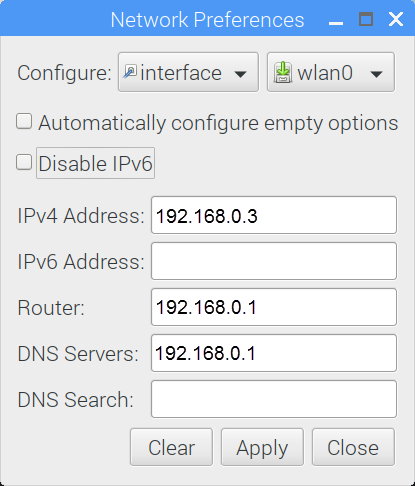 Network Preferences
Configure: interface wlan0
Automatically configure empty options
Disable IPv6
IPv4 Address: 192.168.0.3
IPv6 Address:
Router: 192.168.0.1
DNS Servers: 192.168.0.1
DNS Search:
Clear Apply Close